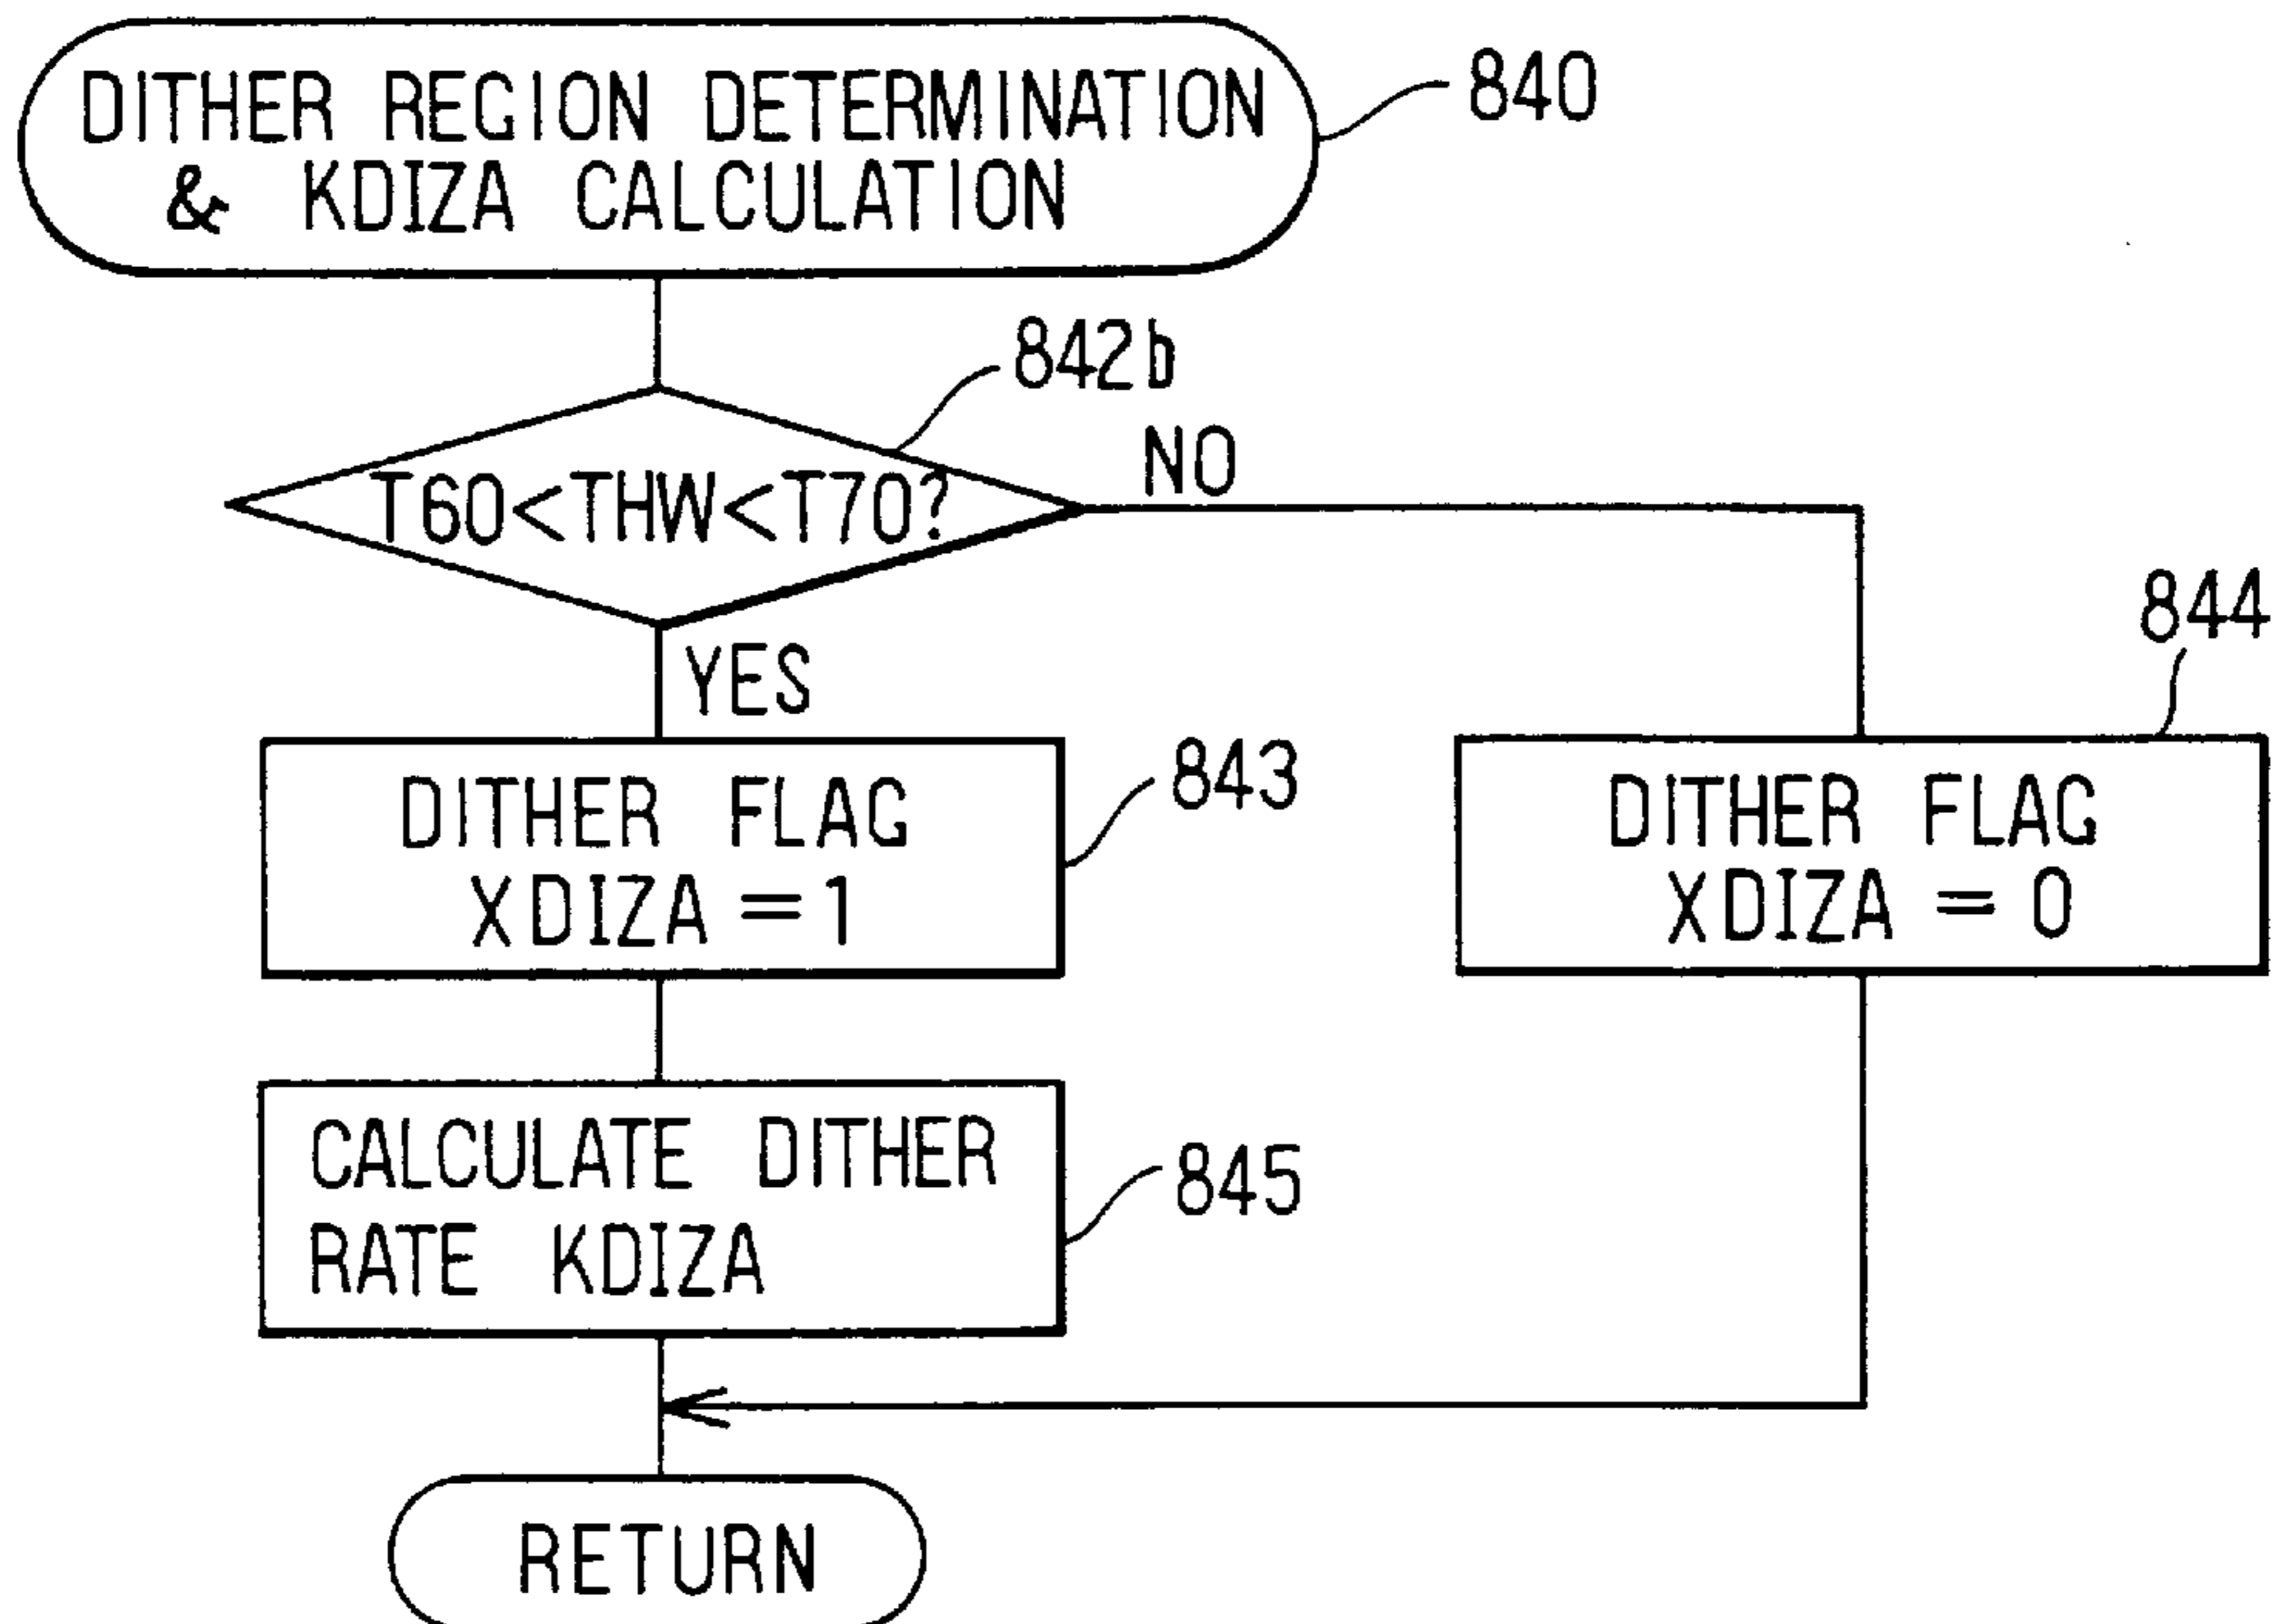 DITHER REGION DETERMINATION
& KDIZA CALCULATION
840
842b
T60<THW<T70?
NO
YES
844
DITHER FLAG
XDIZA = 1
843
DITHER FLAG
XDIZA = 0
CALCULATE DITHER
RATE KDIZA
845
RETURN